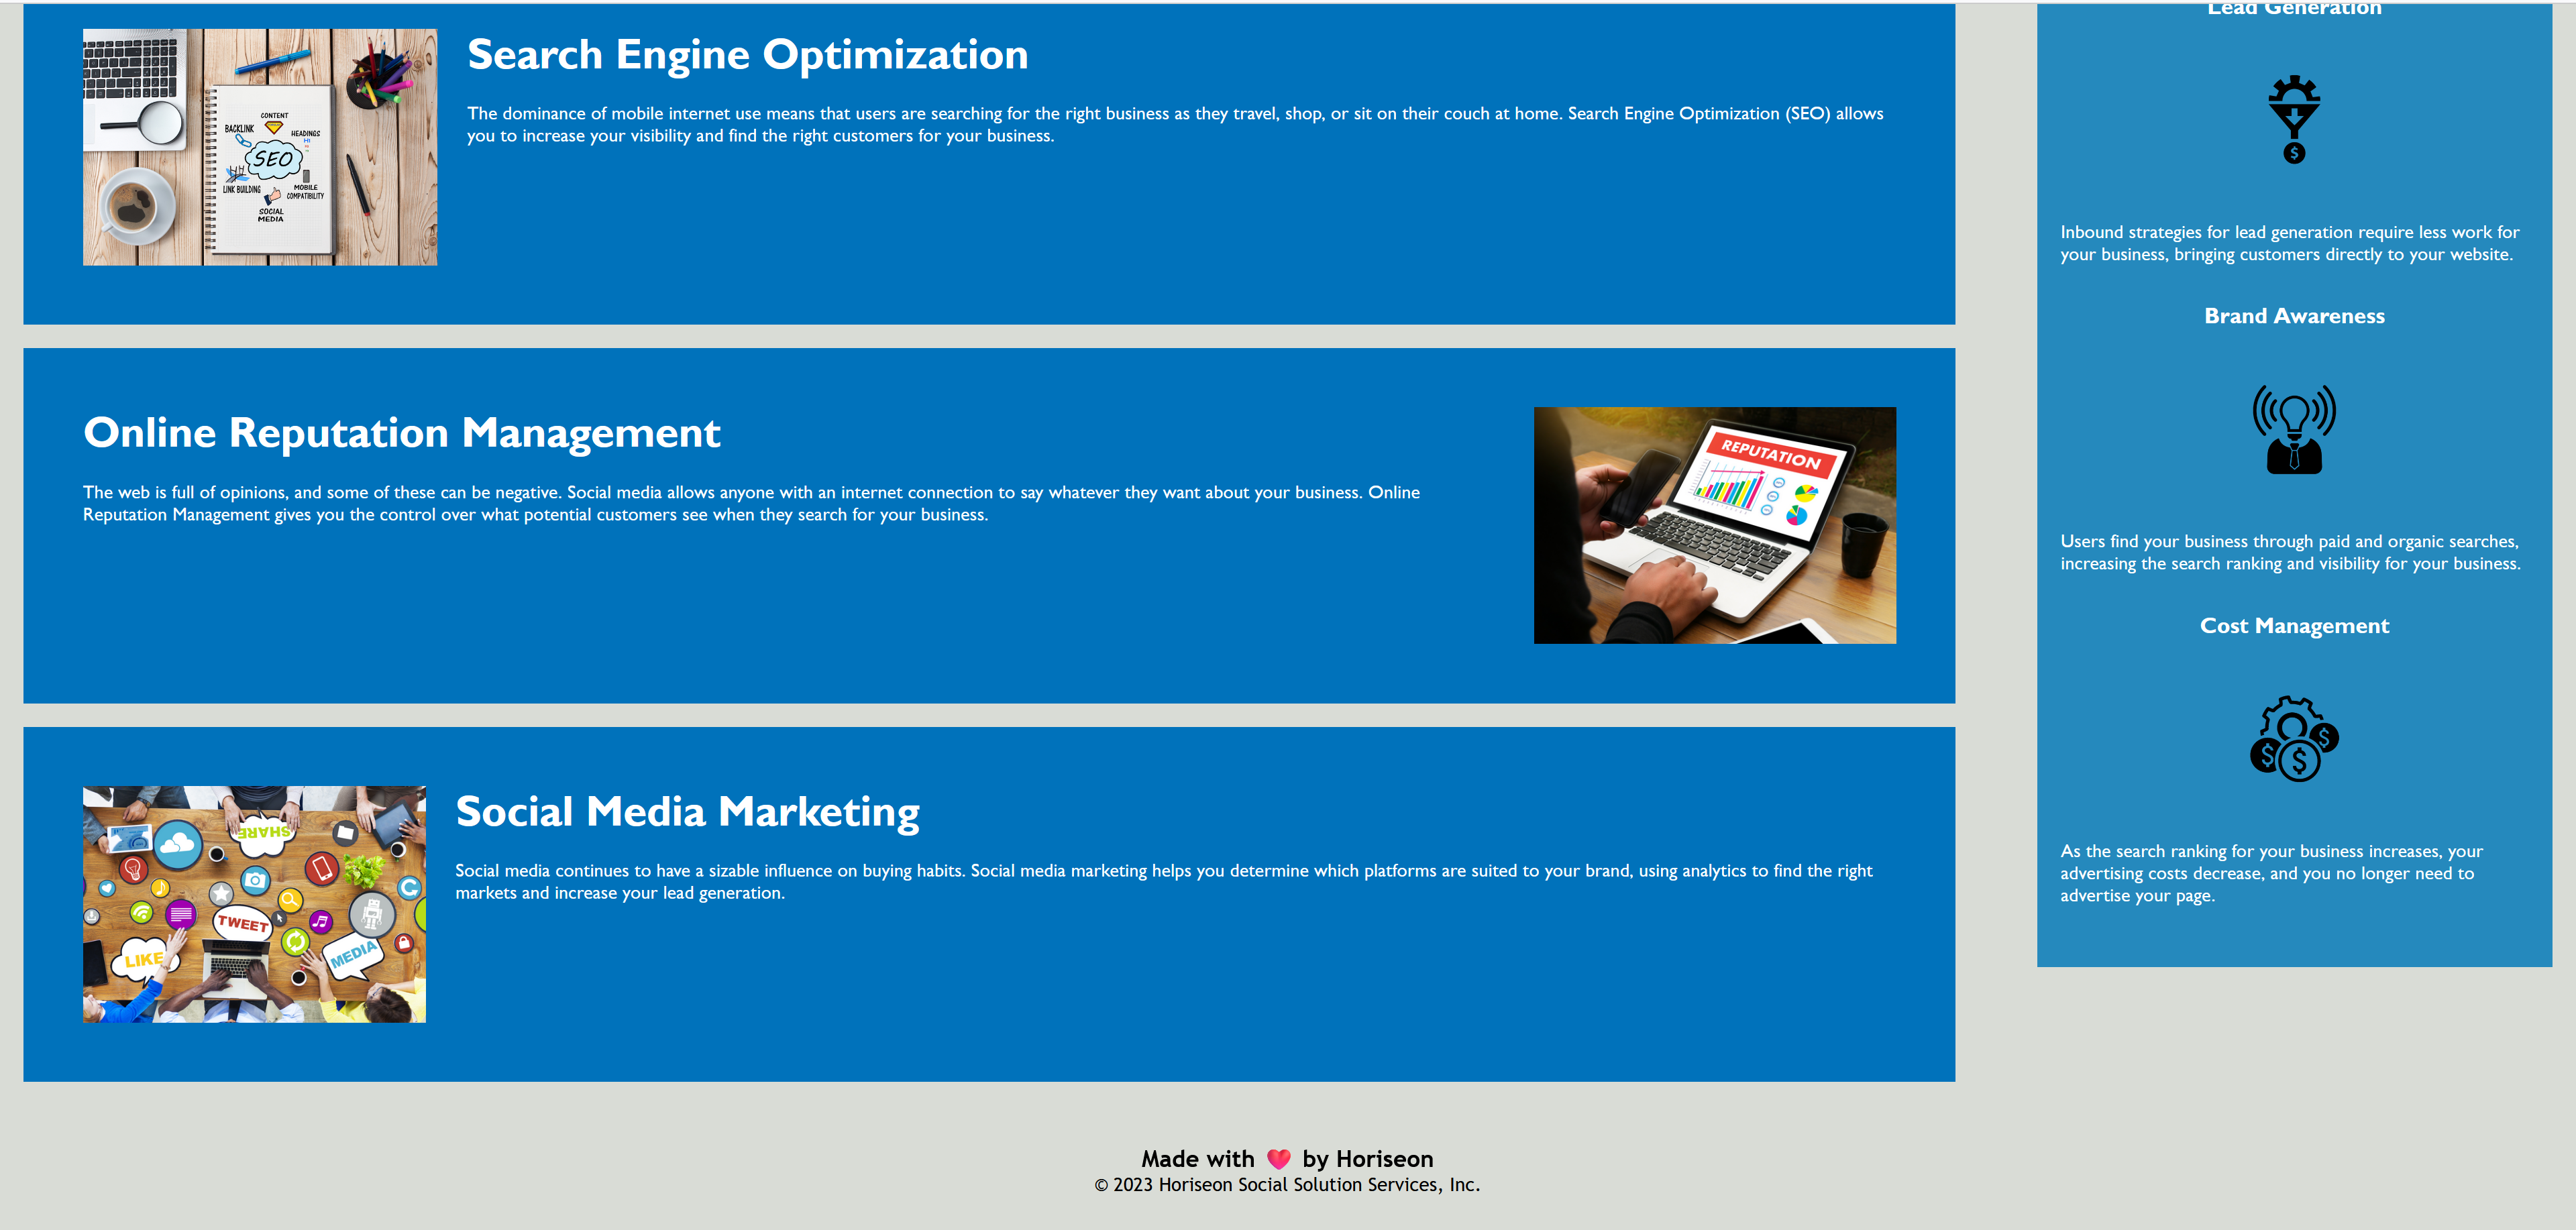 Search Engine Optimization
The dominance of mobile internet use means that users are searching for the right business as they travel, shop, or sit on their couch at home. Search Engine Optimization (SEO) allows
you to increase your visibility and find the right customers for your business.
CONTENT
BACKLINK
HEADINGS
H1
SEO
LINK BUILDING
MOBILE
COMPATIBILITY
SOCIAL
MEDIA
Online Reputation Management
The web is full of opinions, and some of these can be negative. Social media allows anyone with an internet connection to say whatever they want about your business. Online
Reputation Management gives you the control over what potential customers see when they search for your business.
REPUTATION
Social Media Marketing
Social media continues to have a sizable influence on buying habits. Social media marketing helps you determine which platforms are suited to your brand, using analytics to find the right
markets and increase your lead generation.
SHARE
TWEET
LIKE
MEDIA
Lead Generation
$
Inbound strategies for lead generation require less work for
your business, bringing customers directly to your website.
Brand Awareness
Users find your business through paid and organic searches,
increasing the search ranking and visibility for your business.
Cost Management
$ $ $
As the search ranking for your business increases, your
advertising costs decrease, and you no longer need to
advertise your page.
Made with ❤️ by Horiseon
© 2023 Horiseon Social Solution Services, Inc.